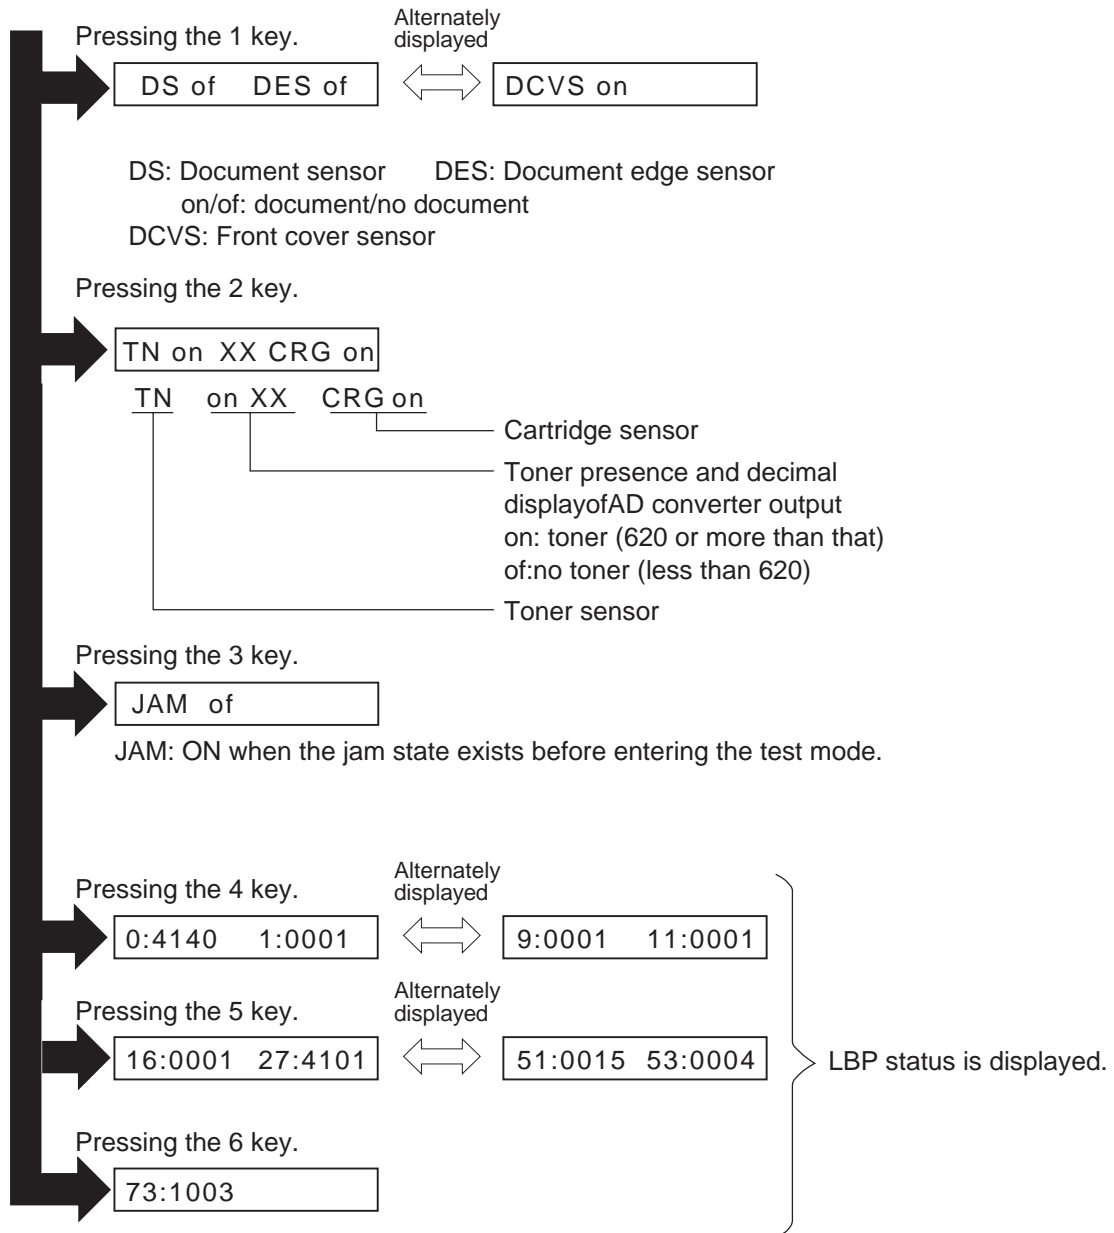 Pressing the 1 key.
Alternately
displayed
DS of DES of
DCVS on
DS: Document sensor DES: Document edge sensor
on/of: document/no document
DCVS: Front cover sensor
Pressing the 2 key.
TN on XX CRG on
TN on XX CRG on
Cartridge sensor
Toner presence and decimal
displayofAD converter output
on: toner (620 or more than that)
of:no toner (less than 620)
Toner sensor
Pressing the 3 key.
JAM of
JAM: ON when the jam state exists before entering the test mode.
Pressing the 4 key.
Alternately
displayed
0:4140 1:0001
9:0001 11:0001
Pressing the 5 key.
Alternately
displayed
16:0001 27:4101
51:0015 53:0004
LBP status is displayed.
Pressing the 6 key.
73:1003